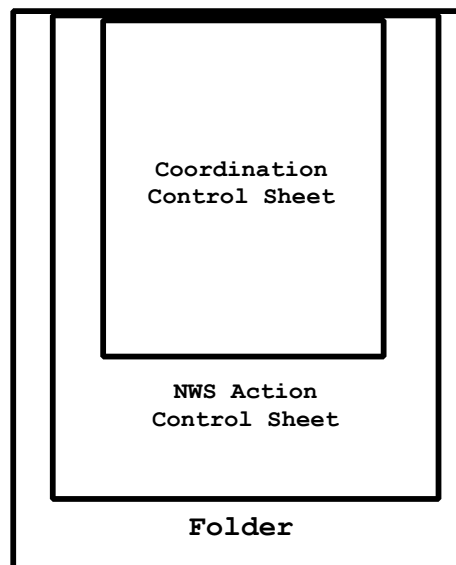 Coordination
Control Sheet
NWS Action
Control Sheet
Folder